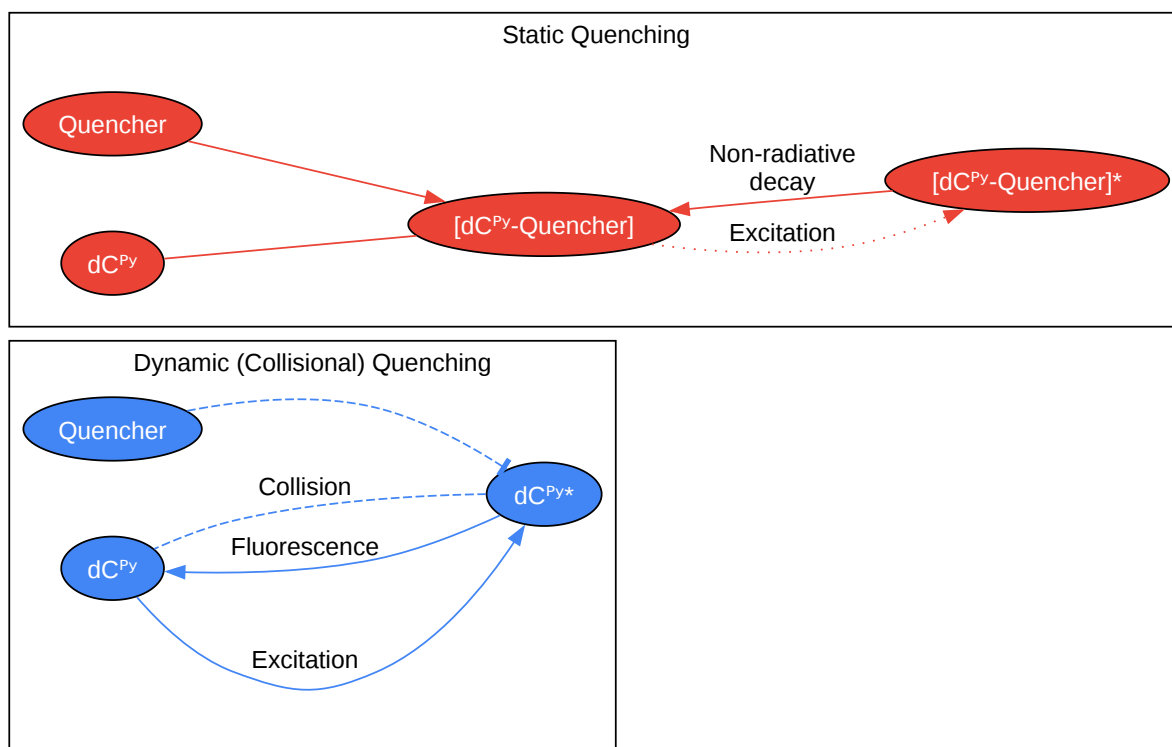 Static Quenching
Quencher
Non-radiative
decay
[dCᴾʸ-Quencher]*
[dCᴾʸ-Quencher]
Excitation
dCᴾʸ
Dynamic (Collisional) Quenching
Quencher
Collision
dCᴾʸ*
Fluorescence
dCᴾʸ
Excitation